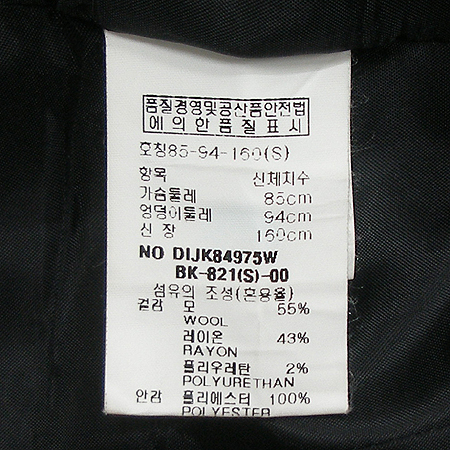 품질경영및공산품안전법
에의한품질표시
호칭85-94-160(S)
항목 신체치수
가슴둘레 85cm
엉덩이둘레 94cm
신 장 160cm
NO DIJK84975W
BK-821(S)-00
섬유의 조성(혼용율)
겉감 모 55%
WOOL
레이온 43%
RAYON
폴리우레탄 2%
POLYURETHAN
안감 폴리에스터 100%
POLYESTER